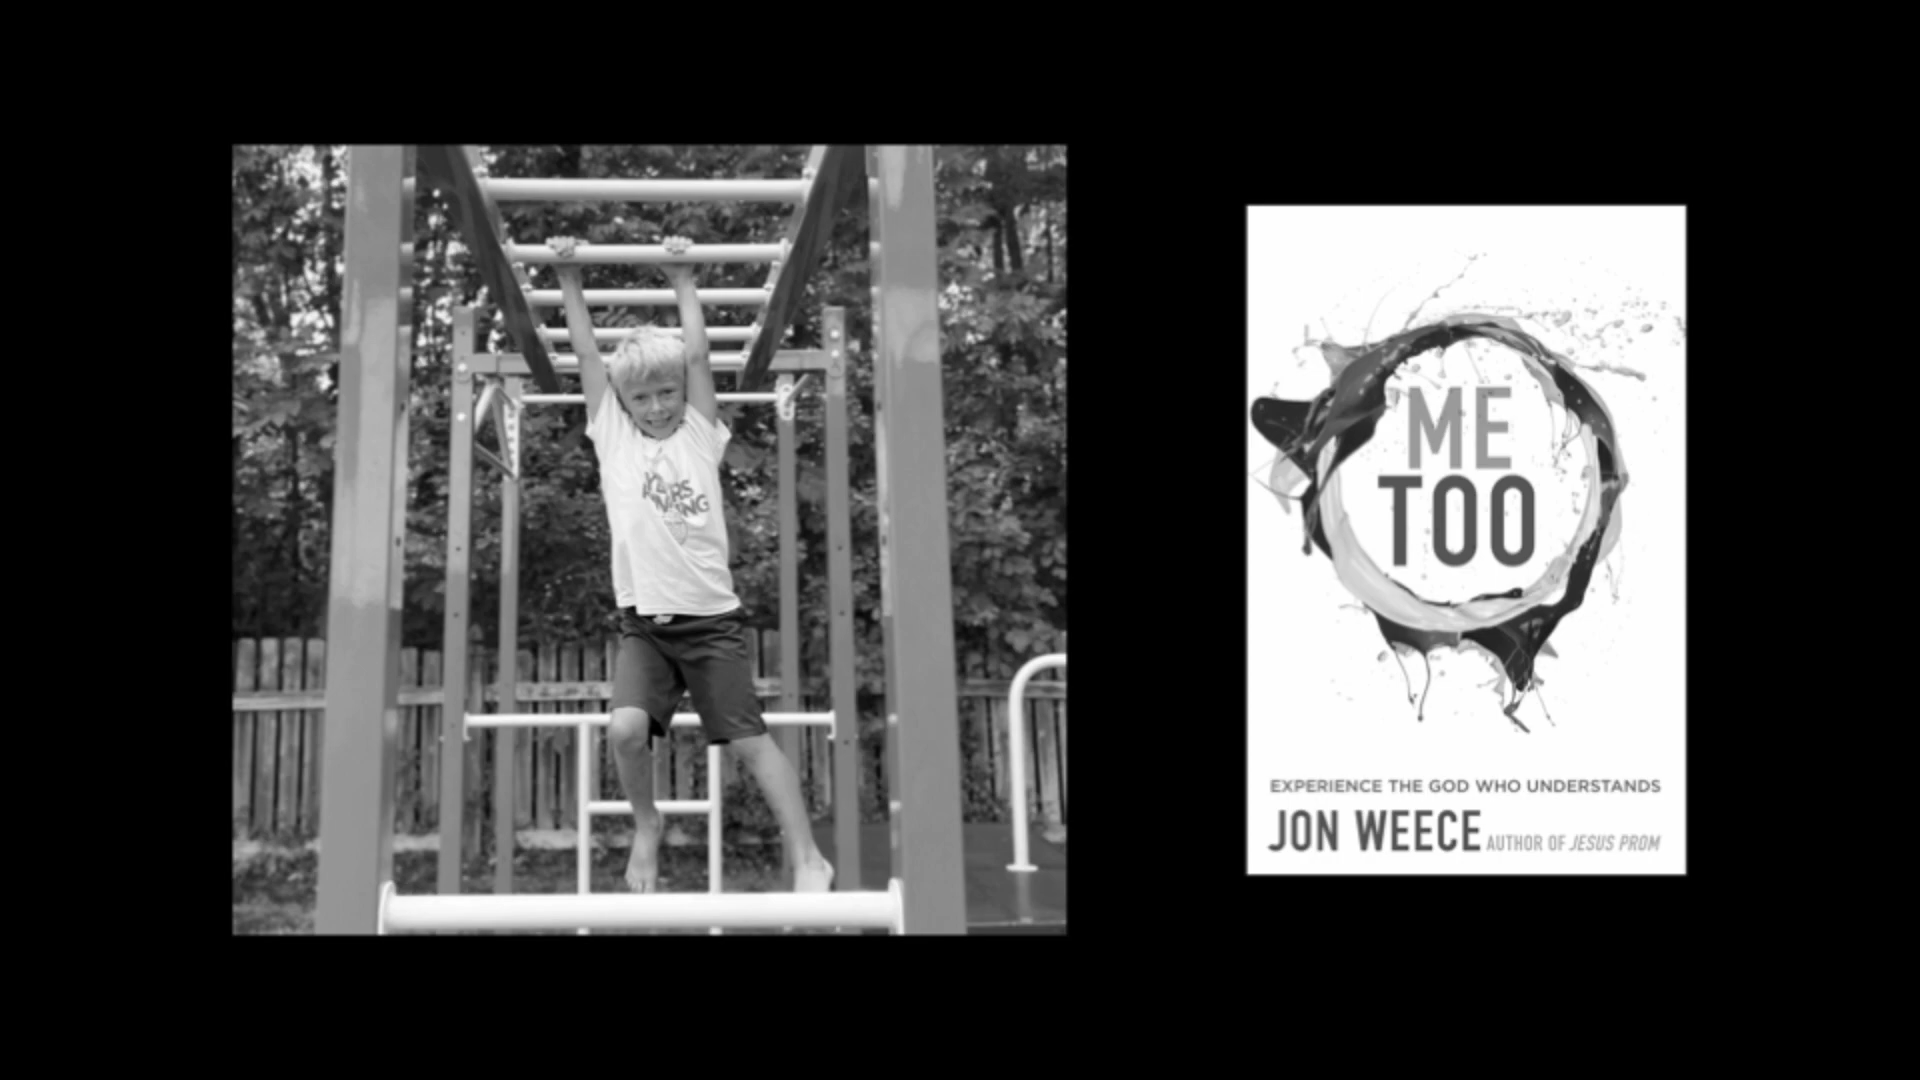 ME
TOO
EXPERIENCE THE GOD WHO UNDERSTANDS
JON WEECE AUTHOR OF JESUS PROM